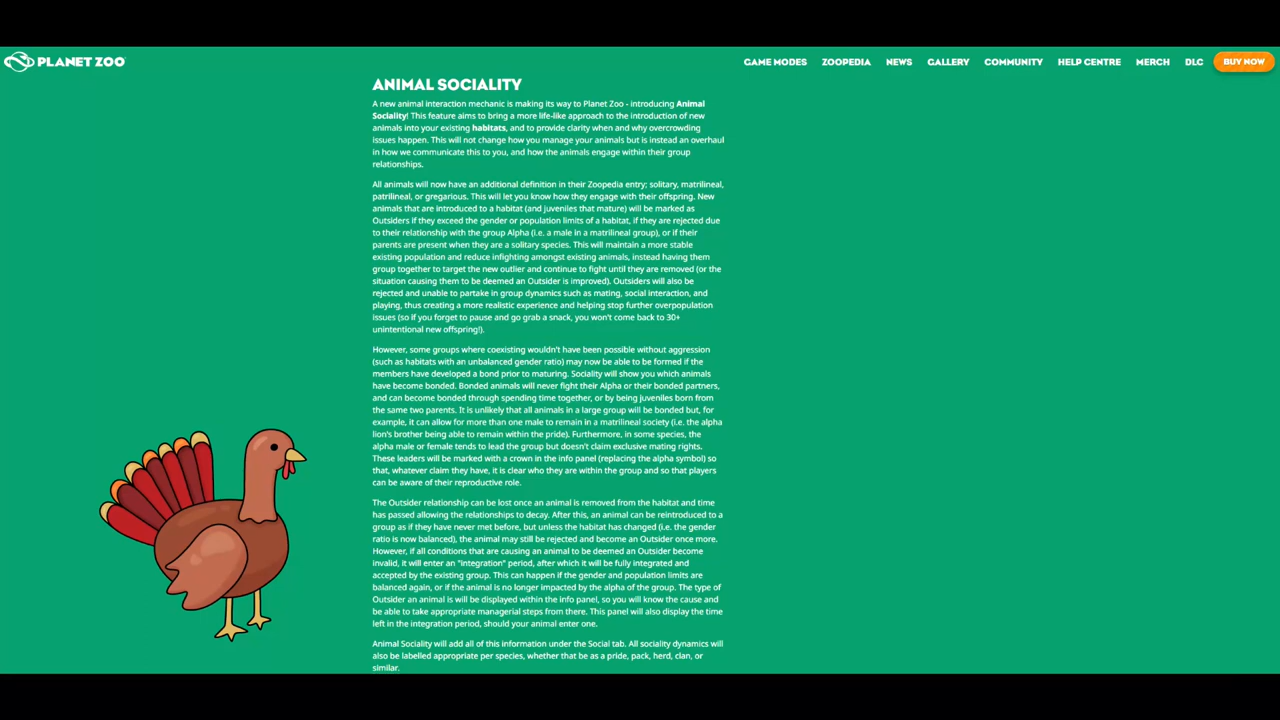 PLANET ZOO
GAME MODES ZOOPEDIA NEWS GALLERY COMMUNITY HELP CENTRE MERCH DLC BUY NOW
ANIMAL SOCIALITY
A new animal interaction mechanic is making its way to Planet Zoo - introducing Animal
Sociality! This feature aims to bring a more life-like approach to the introduction of new
animals into your existing habitats, and to provide clarity when and why overcrowding
issues happen. This will not change how you manage your animals but is instead an overhaul
in how we communicate this to you, and how the animals engage within their group
relationships.
All animals will now have an additional definition in their Zoopedia entry; solitary, matrilineal,
patrilineal, or gregarious. This will let you know how they engage with their offspring. New
animals that are introduced to a habitat (and juveniles that mature) will be marked as
Outsiders if they exceed the gender or population limits of a habitat, if they are rejected due
to their relationship with the group Alpha (i.e. a male in a matrilineal group), or if their
parents are present when they are a solitary species. This will maintain a more stable
existing population and reduce infighting amongst existing animals, instead having them
group together to target the new outlier and continue to fight until they are removed (or the
situation causing them to be deemed an Outsider is improved). Outsiders will also be
rejected and unable to partake in group dynamics such as mating, social interaction, and
playing, thus creating a more realistic experience and helping stop further overpopulation
issues (so if you forget to pause and go grab a snack, you won't come back to 30+
unintentional new offspring!).
However, some groups where coexisting wouldn't have been possible without aggression
(such as habitats with an unbalanced gender ratio) may now be able to be formed if the
members have developed a bond prior to maturing. Sociality will show you which animals
have become bonded. Bonded animals will never fight their Alpha or their bonded partners,
and can become bonded through spending time together, or by being juveniles born from
the same two parents. It is unlikely that all animals in a large group will be bonded but, for
example, it can allow for more than one male to remain in a matrilineal society (i.e. the alpha
lion's brother being able to remain within the pride). Furthermore, in some species, the
alpha male or female tends to lead the group but doesn't claim exclusive mating rights.
These leaders will be marked with a crown in the info panel (replacing the alpha symbol) so
that, whatever claim they have, it is clear who they are within the group and so that players
can be aware of their reproductive role.
The Outsider relationship can be lost once an animal is removed from the habitat and time
has passed allowing the relationships to decay. After this, an animal can be reintroduced to a
group as if they have never met before, but unless the habitat has changed (i.e. the gender
ratio is now balanced), the animal may still be rejected and become an Outsider once more.
However, if all conditions that are causing an animal to be deemed an Outsider become
invalid, it will enter an "Integration" period, after which it will be fully integrated and
accepted by the existing group. This can happen if the gender and population limits are
balanced again, or if the animal is no longer impacted by the alpha of the group. The type of
Outsider an animal is will be displayed within the info panel, so you will know the cause and
be able to take appropriate managerial steps from there. This panel will also display the time
left in the integration period, should your animal enter one.
Animal Sociality will add all of this information under the Social tab. All sociality dynamics will
also be labelled appropriate per species, whether that be as a pride, pack, herd, clan, or
similar.